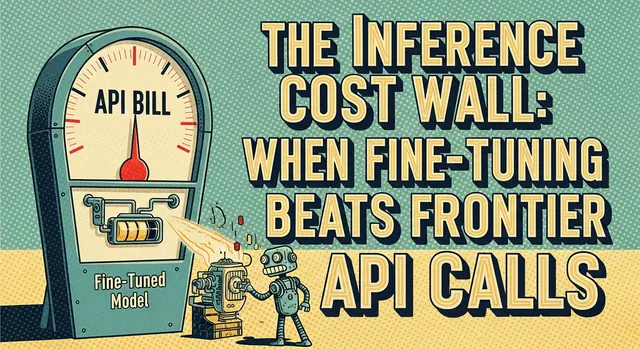 API BILL
Fine-Tuned
Model
THE INFERENCE
COST WALL:
WHEN FINE-TUNING
BEATS FRONTIER
API CALLS